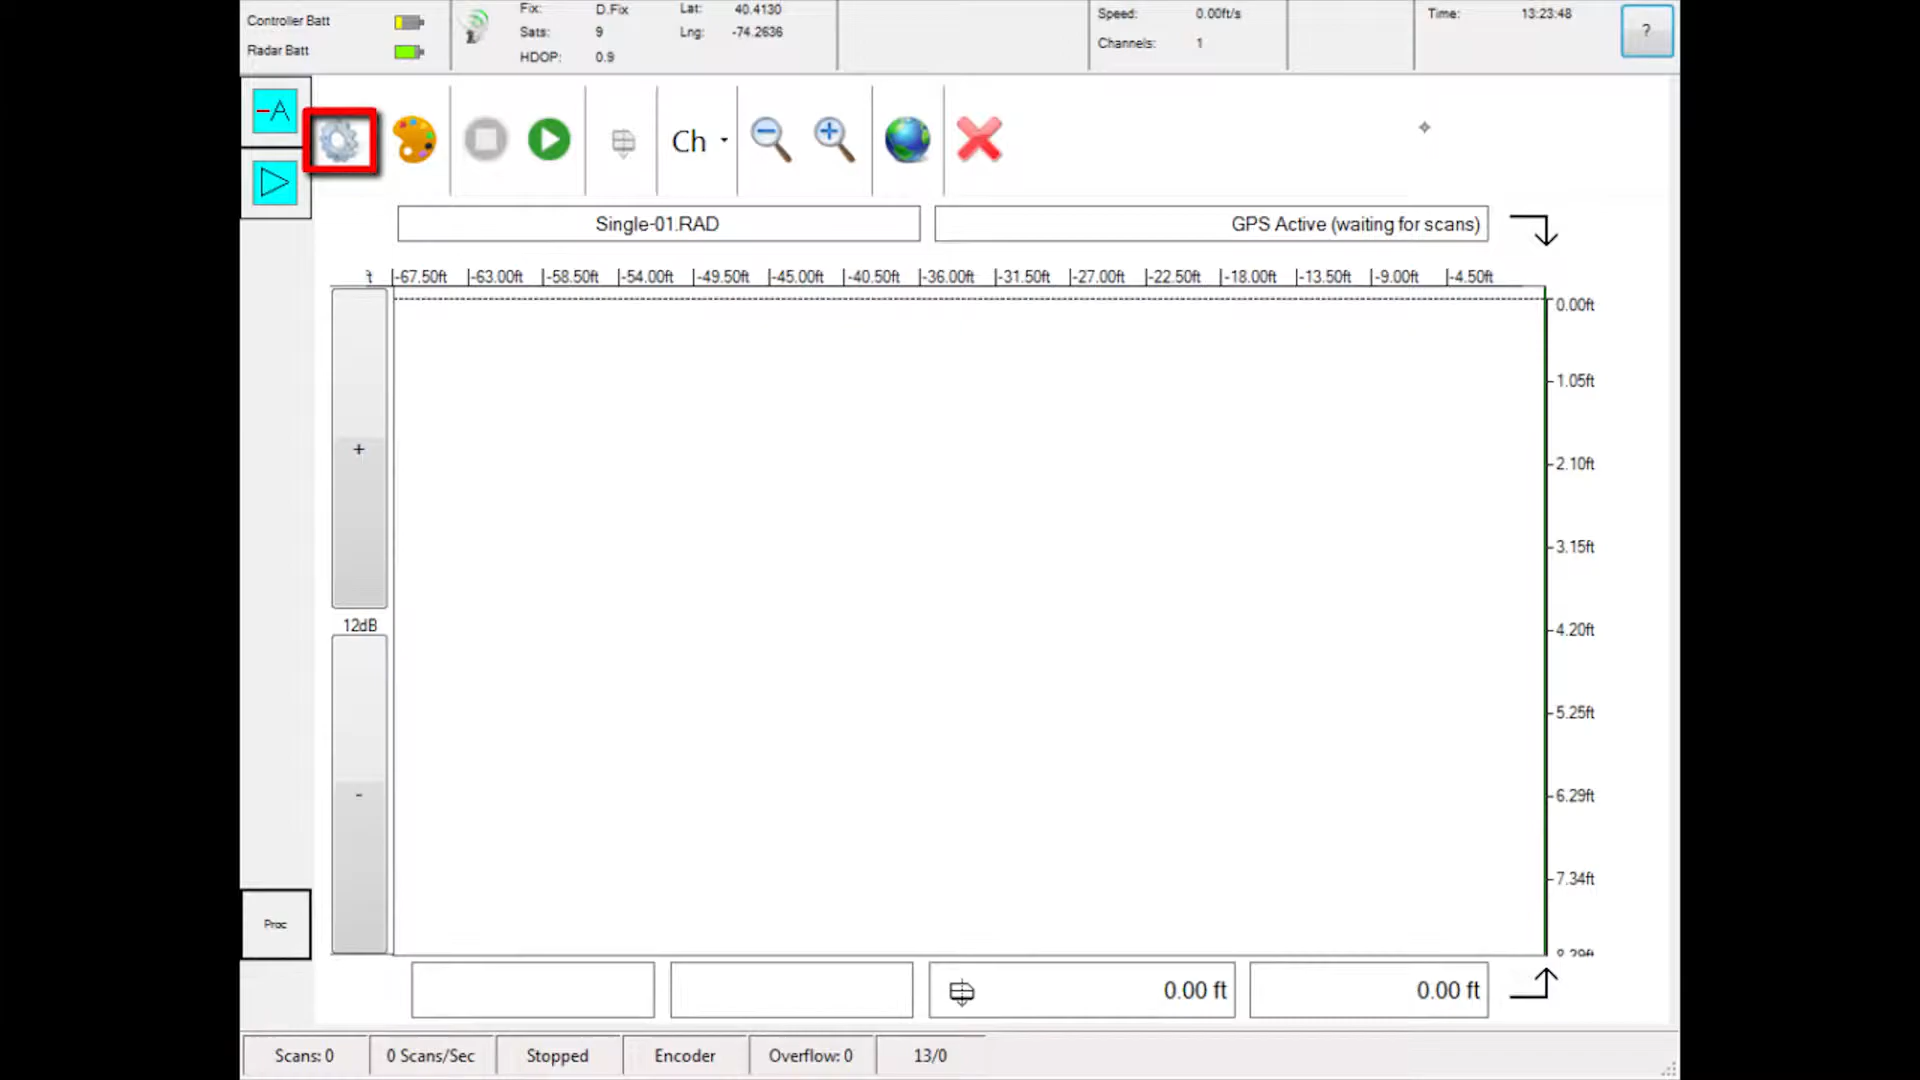 Controller Batt
Radar Batt
Fix: D.Fix
Sats: 9
HDOP: 0.9
Lat: 40.4130
Lng: -74.2636
Speed: 0.00ft/s
Channels: 1
Time: 13:23:48
?
A
Ch
Single-01.RAD
GPS Active (waiting for scans)
-67.50ft -63.00ft -58.50ft -54.00ft -49.50ft -45.00ft -40.50ft -36.00ft -31.50ft -27.00ft -22.50ft -18.00ft -13.50ft -9.00ft -4.50ft
0.00ft
1.05ft
2.10ft
3.15ft
4.20ft
5.25ft
6.29ft
7.34ft
+
12dB
-
Proc
0.00 ft
0.00 ft
Scans: 0
0 Scans/Sec
Stopped
Encoder
Overflow: 0
13/0